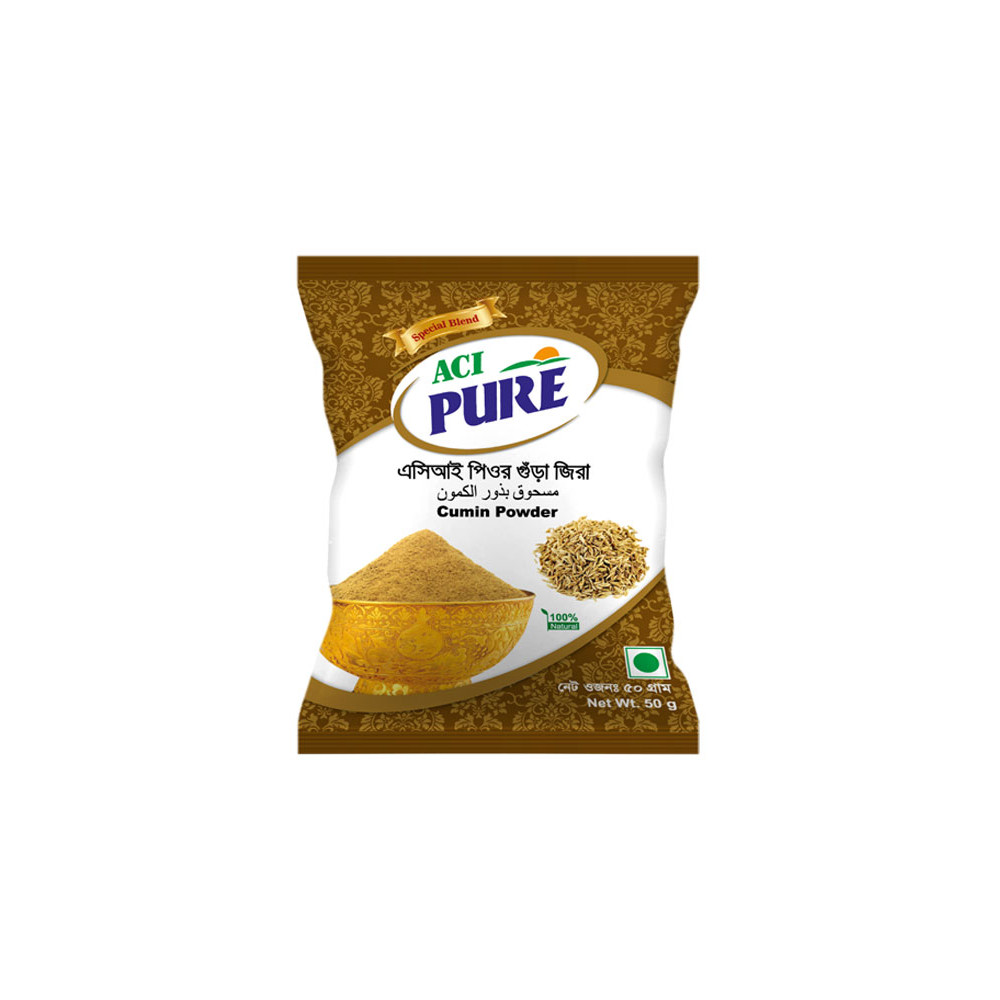 Special Blend
ACI
PURE
এসিআই পিওর গুঁড়া জিরা
مسحوق بذور الكمون
Cumin Powder
100%
Natural
নেট ওজনঃ ৫০ গ্রাম
Net Wt. 50 g